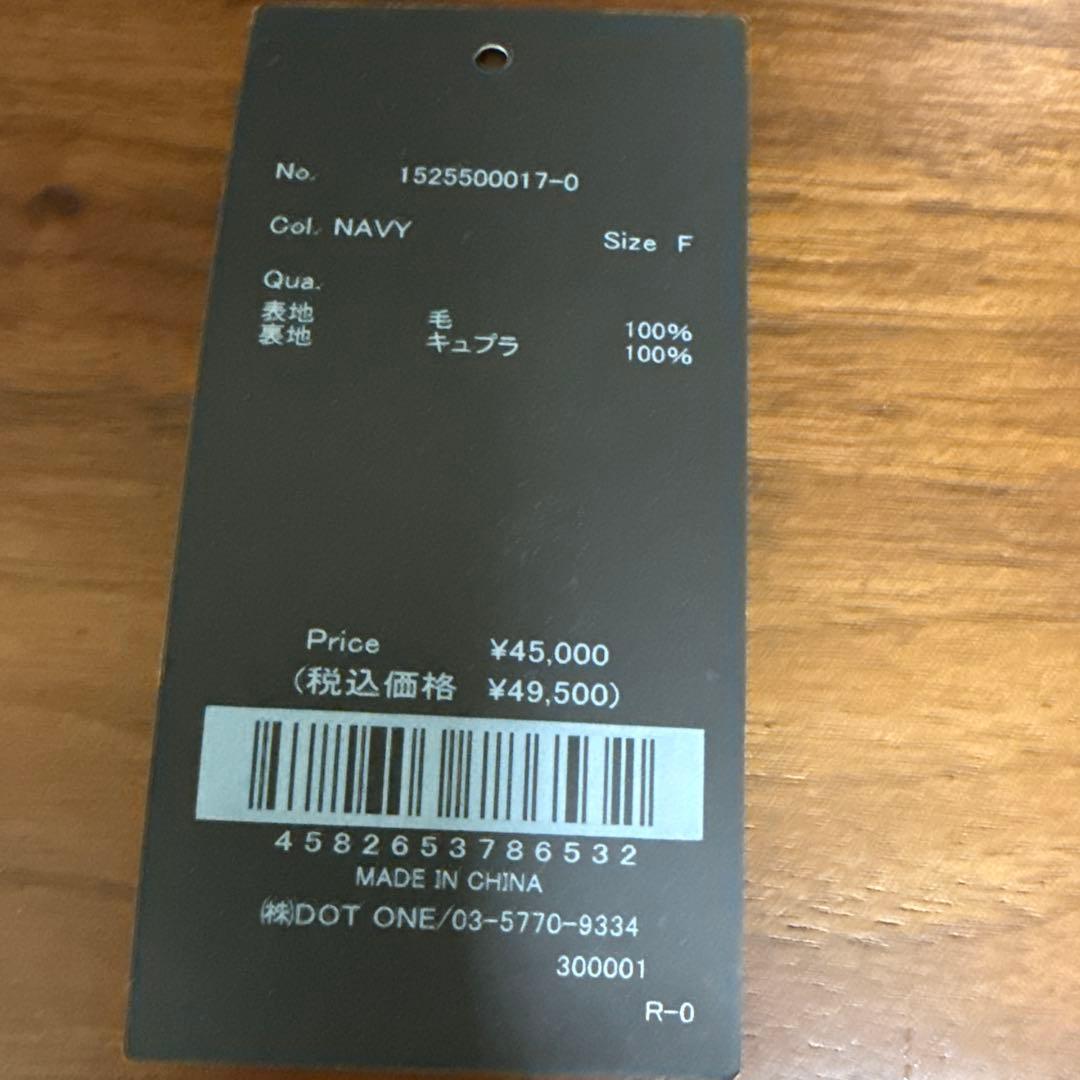 No. 1525500017-0
Col. NAVY Size F
Qua.
表地 毛 100%
裏地 キュプラ 100%
Price ¥45,000
(税込価格 ¥49,500)
4582653786532
MADE IN CHINA
㈱DOT ONE/03-5770-9334
300001
R-0